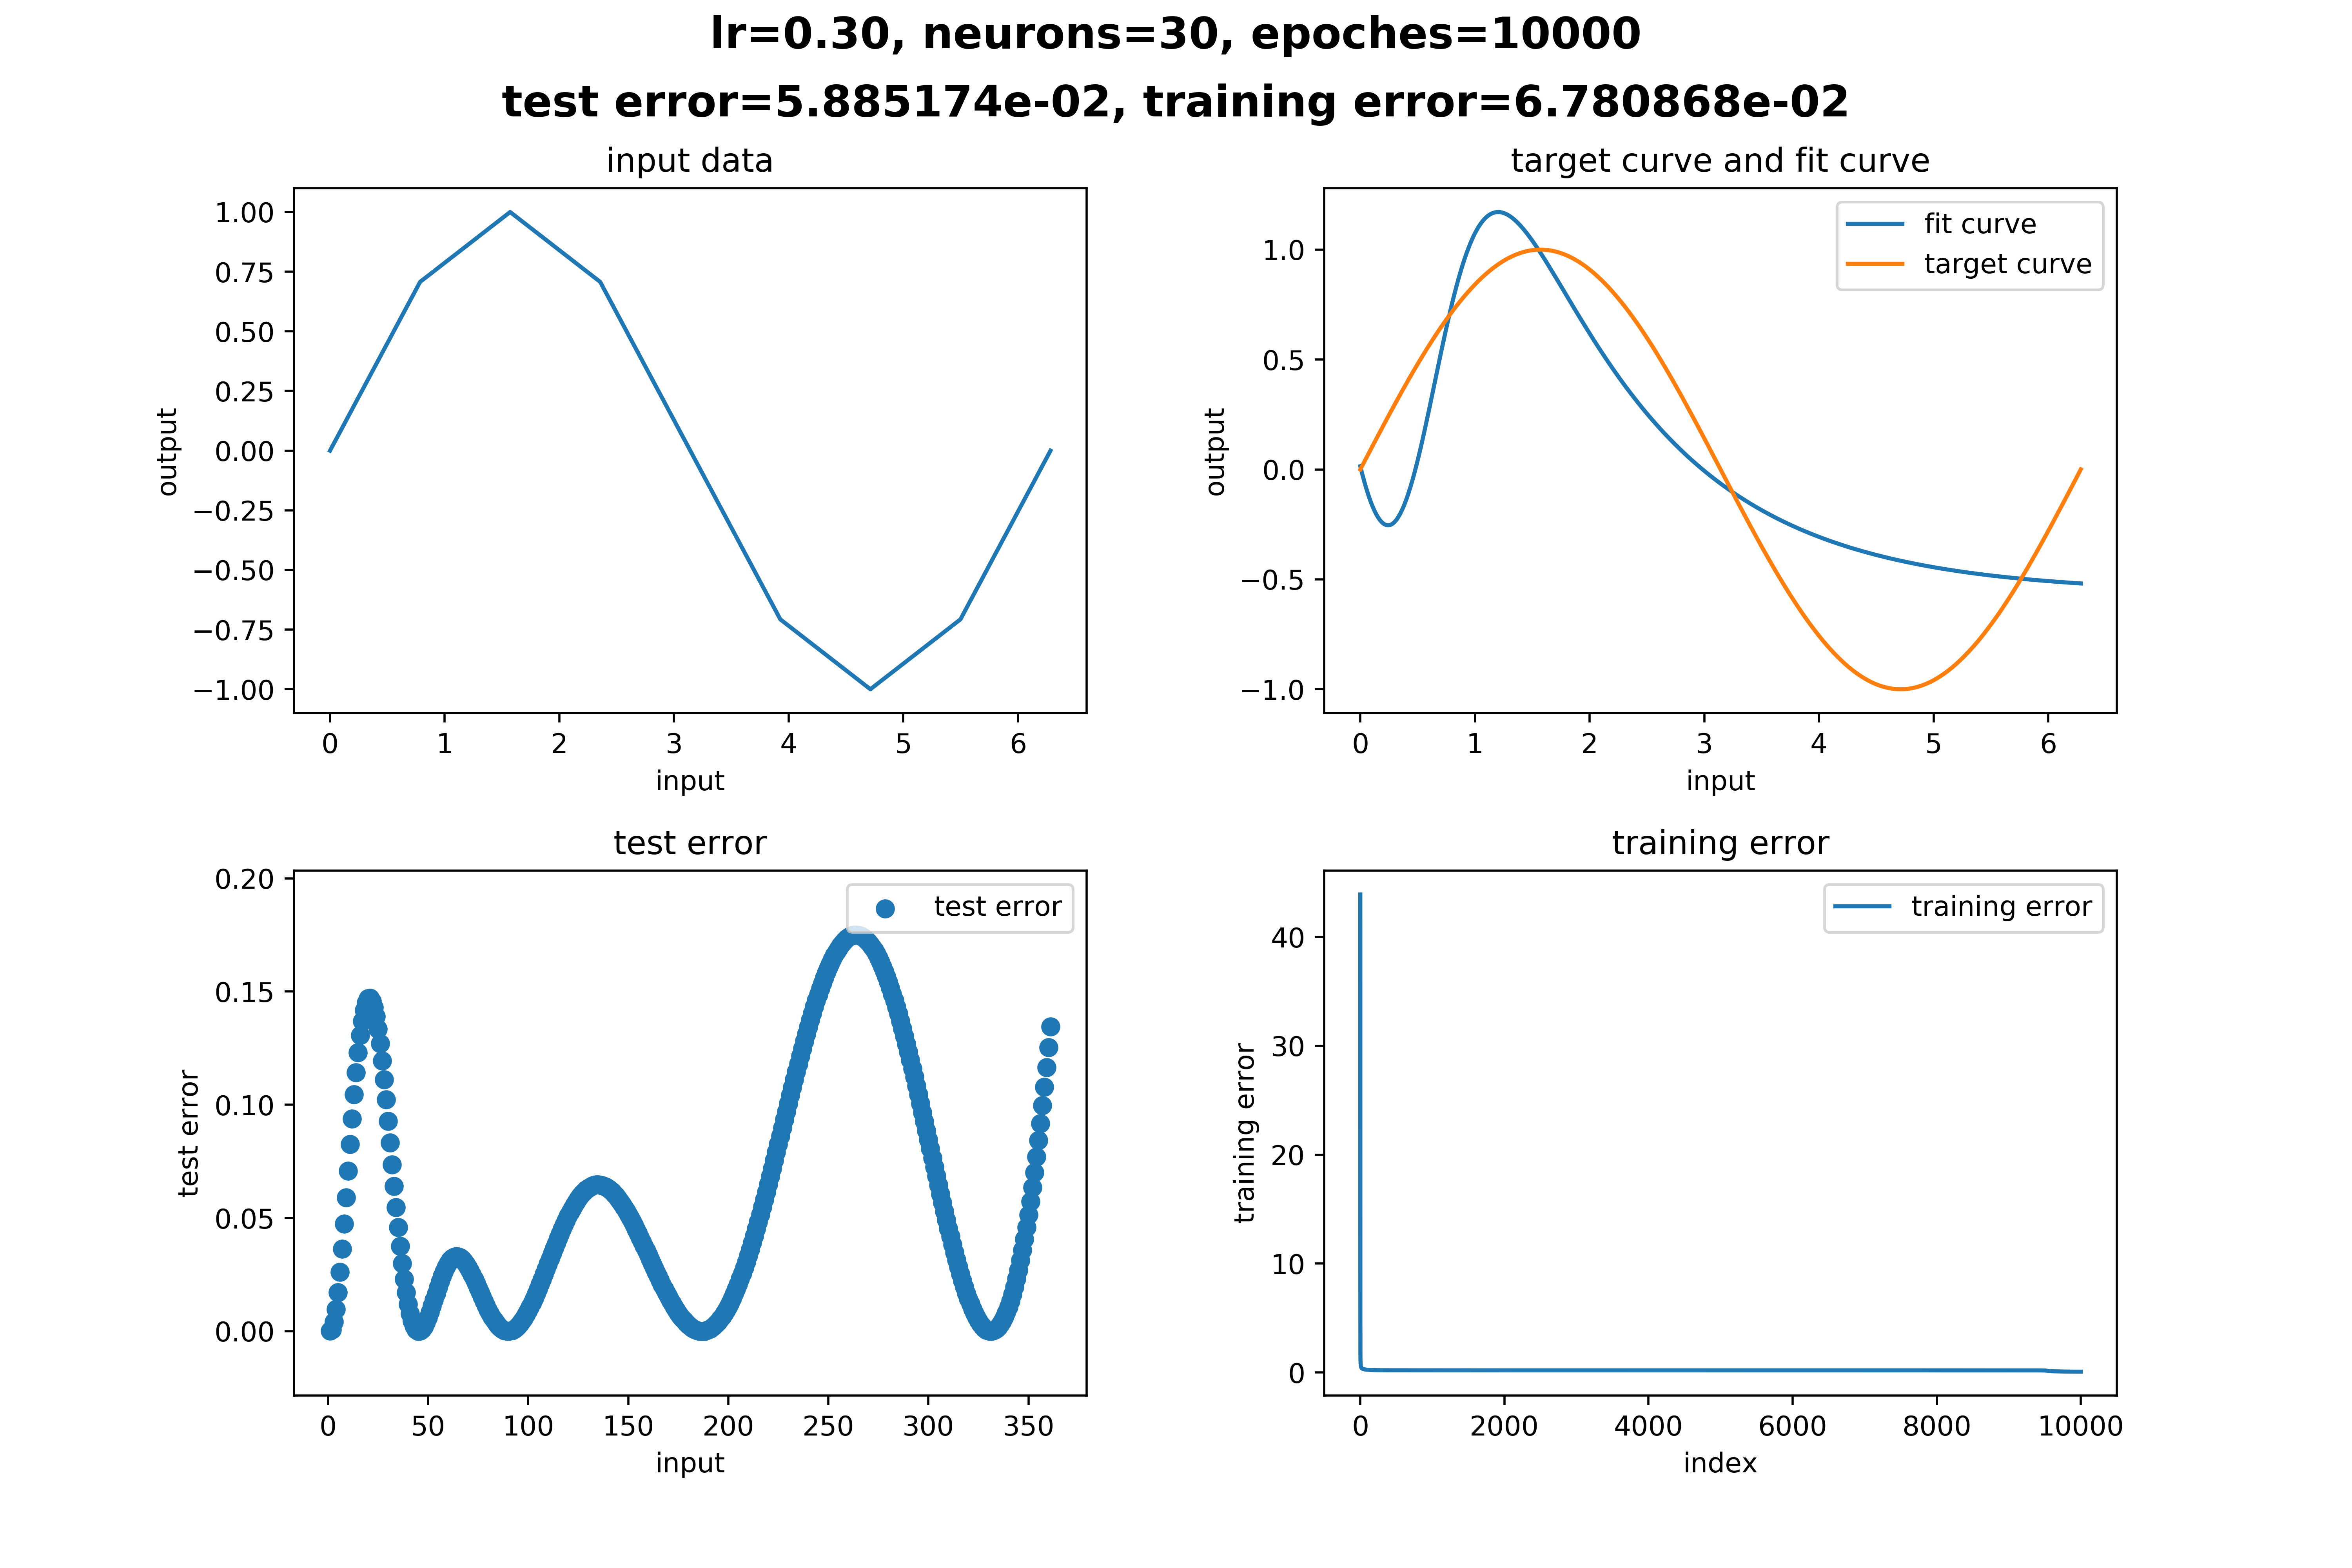 lr=0.30, neurons=30, epoches=10000
test error=5.885174e-02, training error=6.780868e-02
input data
1.00
0.75
0.50
0.25
0.00
−0.25
−0.50
−0.75
−1.00
output
0 1 2 3 4 5 6
input
target curve and fit curve
fit curve
target curve
1.0
0.5
0.0
−0.5
−1.0
output
0 1 2 3 4 5 6
input
test error
test error
0.20
0.15
0.10
0.05
0.00
test error
0 50 100 150 200 250 300 350
input
training error
training error
40
30
20
10
0
training error
0 2000 4000 6000 8000 10000
index